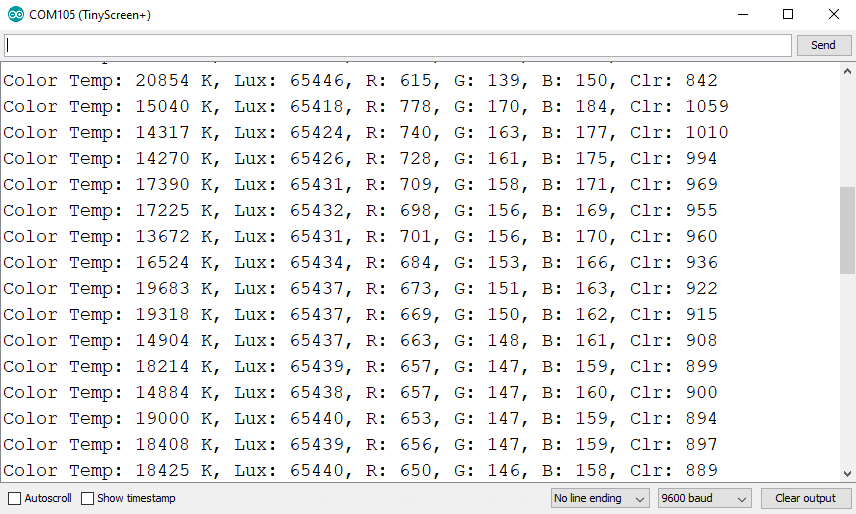 COM105 (TinyScreen+)
Send
Color Temp: 20854 K, Lux: 65446, R: 615, G: 139, B: 150, Clr: 842
Color Temp: 15040 K, Lux: 65418, R: 778, G: 170, B: 184, Clr: 1059
Color Temp: 14317 K, Lux: 65424, R: 740, G: 163, B: 177, Clr: 1010
Color Temp: 14270 K, Lux: 65426, R: 728, G: 161, B: 175, Clr: 994
Color Temp: 17390 K, Lux: 65431, R: 709, G: 158, B: 171, Clr: 969
Color Temp: 17225 K, Lux: 65432, R: 698, G: 156, B: 169, Clr: 955
Color Temp: 13672 K, Lux: 65431, R: 701, G: 156, B: 170, Clr: 960
Color Temp: 16524 K, Lux: 65434, R: 684, G: 153, B: 166, Clr: 936
Color Temp: 19683 K, Lux: 65437, R: 673, G: 151, B: 163, Clr: 922
Color Temp: 19318 K, Lux: 65437, R: 669, G: 150, B: 162, Clr: 915
Color Temp: 14904 K, Lux: 65437, R: 663, G: 148, B: 161, Clr: 908
Color Temp: 18214 K, Lux: 65439, R: 657, G: 147, B: 159, Clr: 899
Color Temp: 14884 K, Lux: 65438, R: 657, G: 147, B: 160, Clr: 900
Color Temp: 19000 K, Lux: 65440, R: 653, G: 147, B: 159, Clr: 894
Color Temp: 18408 K, Lux: 65439, R: 656, G: 147, B: 159, Clr: 897
Color Temp: 18425 K, Lux: 65440, R: 650, G: 146, B: 158, Clr: 889
Autoscroll Show timestamp No line ending 9600 baud Clear output